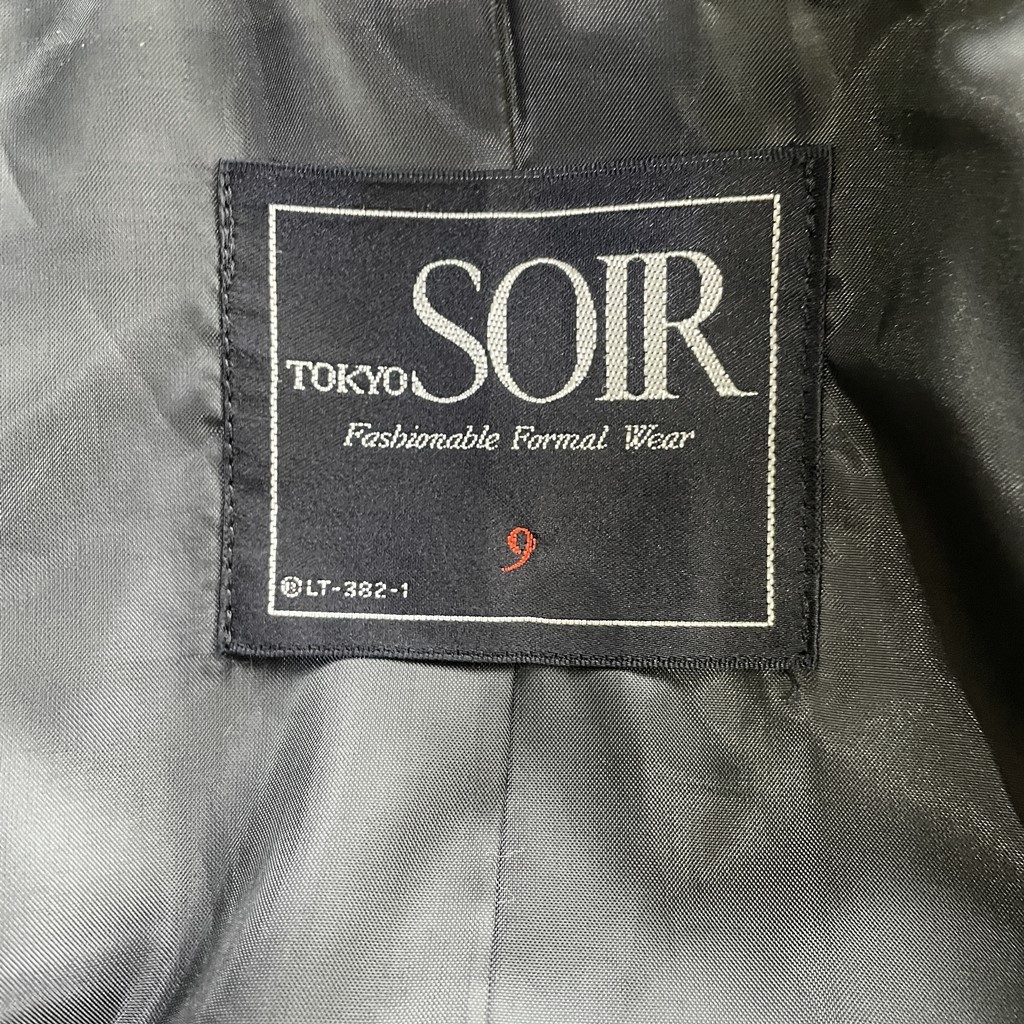 TOKYO SOIR
Fashionable Formal Wear
9
®LT-382-1